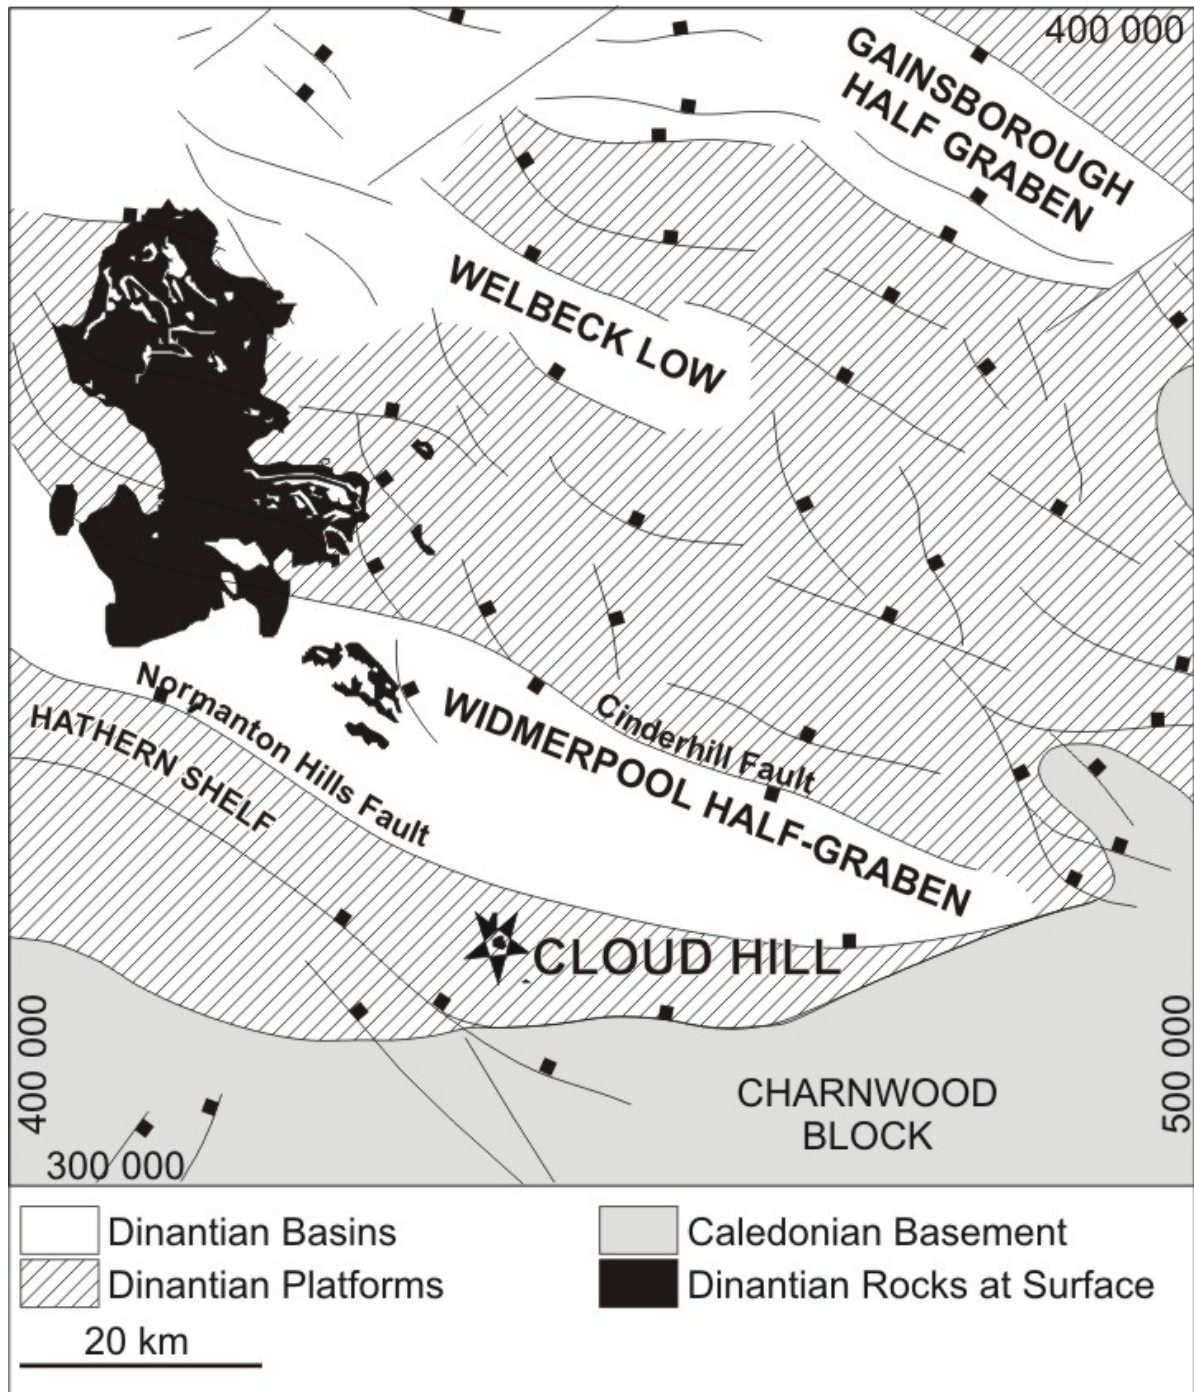 400 000
GAINSBOROUGH
HALF GRABEN
WELBECK LOW
Normanton Hills Fault
HATHERN SHELF
Cinderhill Fault
WIDMERPOOL HALF-GRABEN
CLOUD HILL
400 000
500 000
CHARNWOOD
BLOCK
300 000
Dinantian Basins
Caledonian Basement
Dinantian Platforms
Dinantian Rocks at Surface
20 km